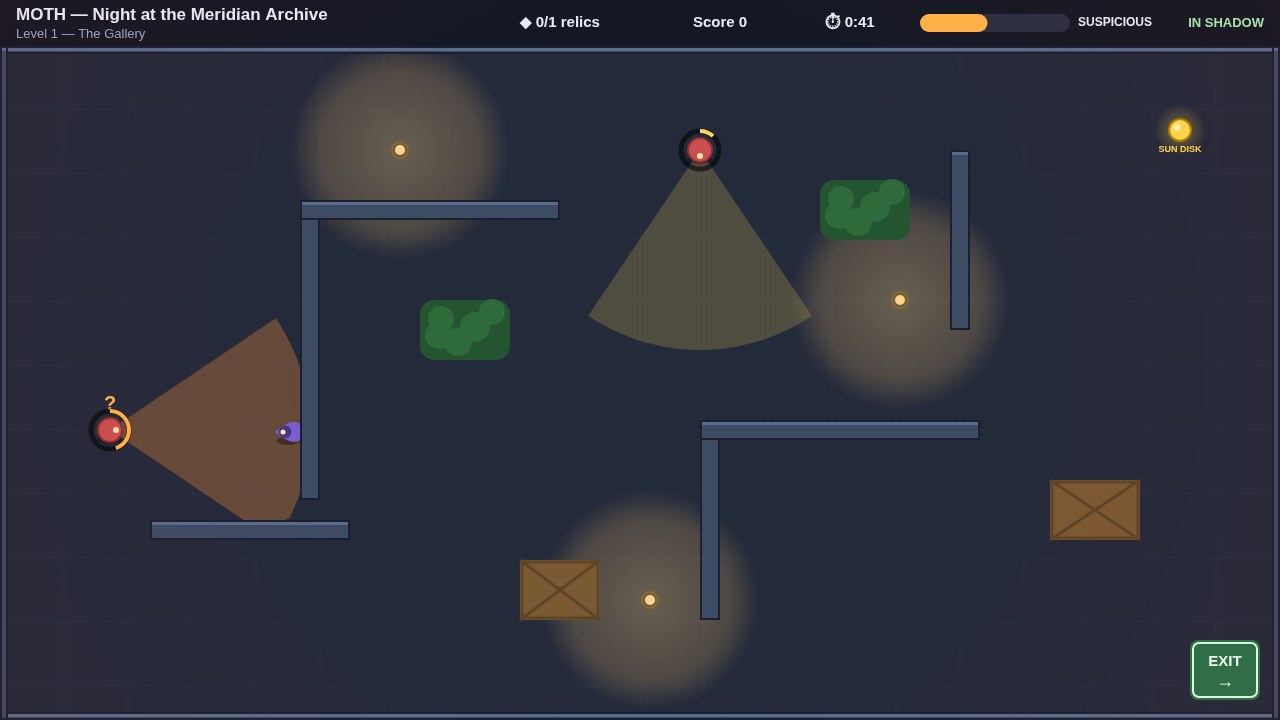 MOTH — Night at the Meridian Archive
Level 1 — The Gallery
◆ 0/1 relics
Score 0
⏱ 0:41
SUSPICIOUS
IN SHADOW
SUN DISK
?
EXIT
→